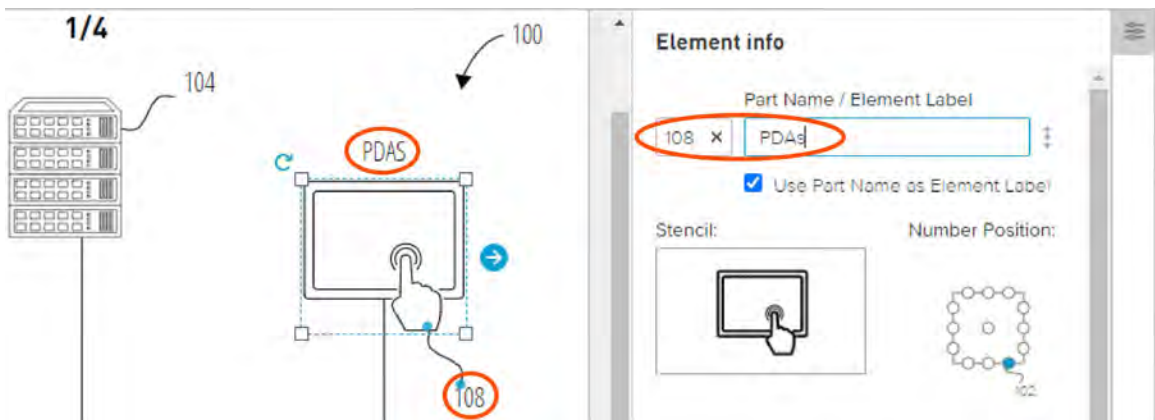 1/4
100
104
PDAS
108
Element info
Part Name / Element Label
108 × PDAs
Use Part Name as Element Label
Stencil:
Number Position:
102